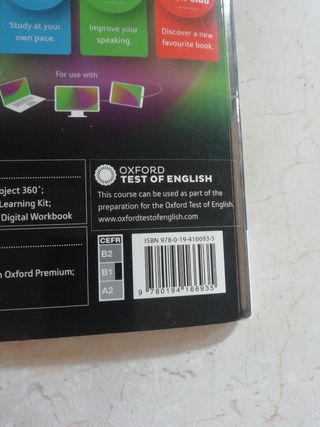 Study at your
own pace.
Improve your
speaking.
Club
Discover a new
favourite book.
For use with
OXFORD
TEST OF ENGLISH
This course can be used as part of the
preparation for the Oxford Test of English.
www.oxfordtestofenglish.com
oject 360°;
Learning Kit;
Digital Workbook
n Oxford Premium;
CEFR
B2
B1
A2
ISBN 978-0-19-416693-5
9 780194 166935